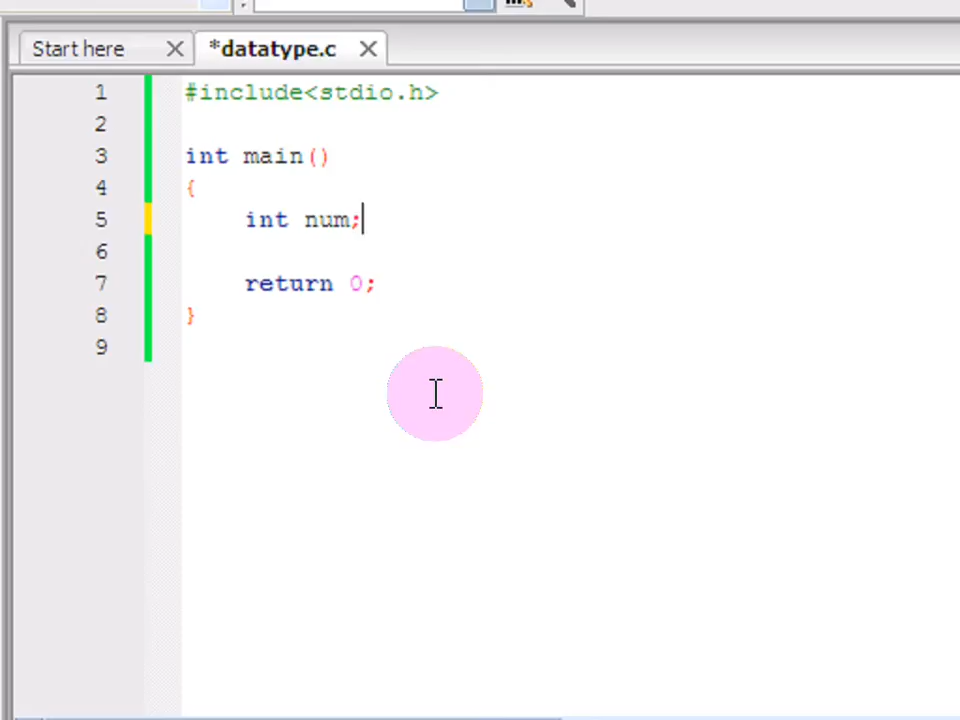 Start here *datatype.c
1 #include<stdio.h>
2
3 int main()
4 {
5 int num;
6
7 return 0;
8 }
9